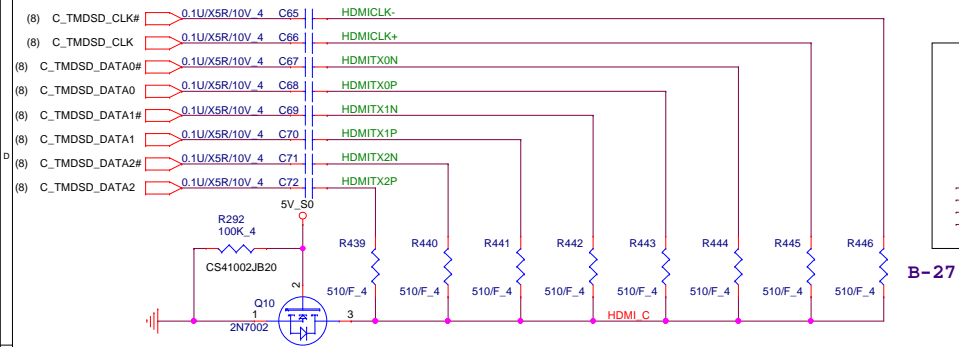 (8) C_TMDSD_CLK# 0.1U/X5R/10V_4 C65 HDMICLK-
(8) C_TMDSD_CLK 0.1U/X5R/10V_4 C66 HDMICLK+
(8) C_TMDSD_DATA0# 0.1U/X5R/10V_4 C67 HDMITX0N
(8) C_TMDSD_DATA0 0.1U/X5R/10V_4 C68 HDMITX0P
(8) C_TMDSD_DATA1# 0.1U/X5R/10V_4 C69 HDMITX1N
(8) C_TMDSD_DATA1 0.1U/X5R/10V_4 C70 HDMITX1P
D
(8) C_TMDSD_DATA2# 0.1U/X5R/10V_4 C71 HDMITX2N
(8) C_TMDSD_DATA2 0.1U/X5R/10V_4 C72 HDMITX2P
5V_S0
R292
100K_4
CS41002JB20
R439 R440 R441 R442 R443 R444 R445 R446
510/F_4 510/F_4 510/F_4 510/F_4 510/F_4 510/F_4 510/F_4 510/F_4
B-27
2
Q10
1 3 HDMI_C
2N7002